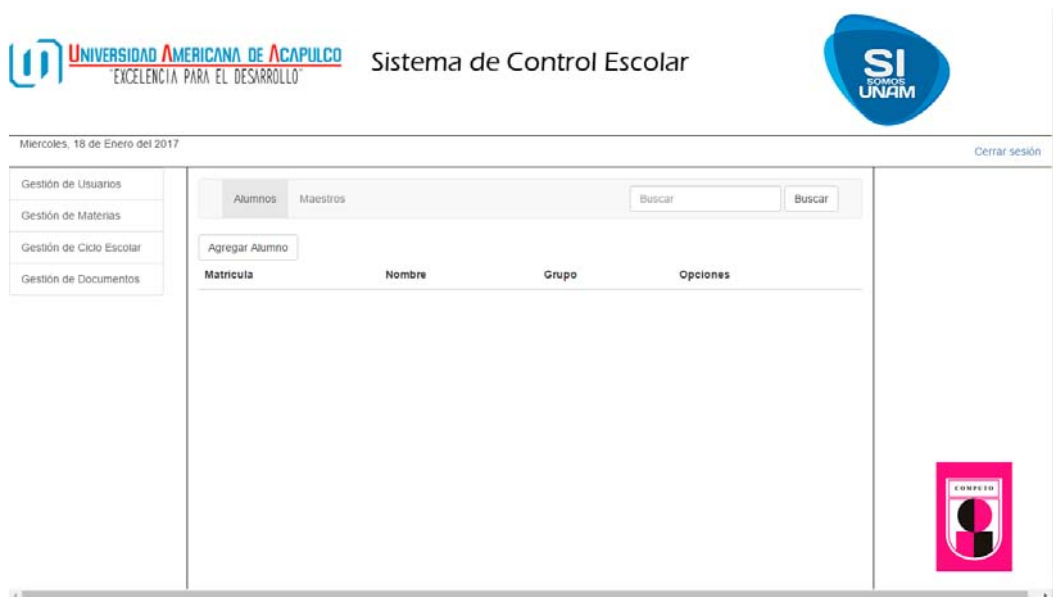 UNIVERSIDAD AMERICANA DE ACAPULCO
"EXCELENCIA PARA EL DESARROLLO"
Sistema de Control Escolar
SI
SOMOS
UNAM
Miercoles, 18 de Enero del 2017
Cerrar sesión
Gestión de Usuarios
Gestión de Materias
Gestión de Ciclo Escolar
Gestión de Documentos
Alumnos Maestros Buscar Buscar
Agregar Alumno
Matricula Nombre Grupo Opciones
COMPUTO